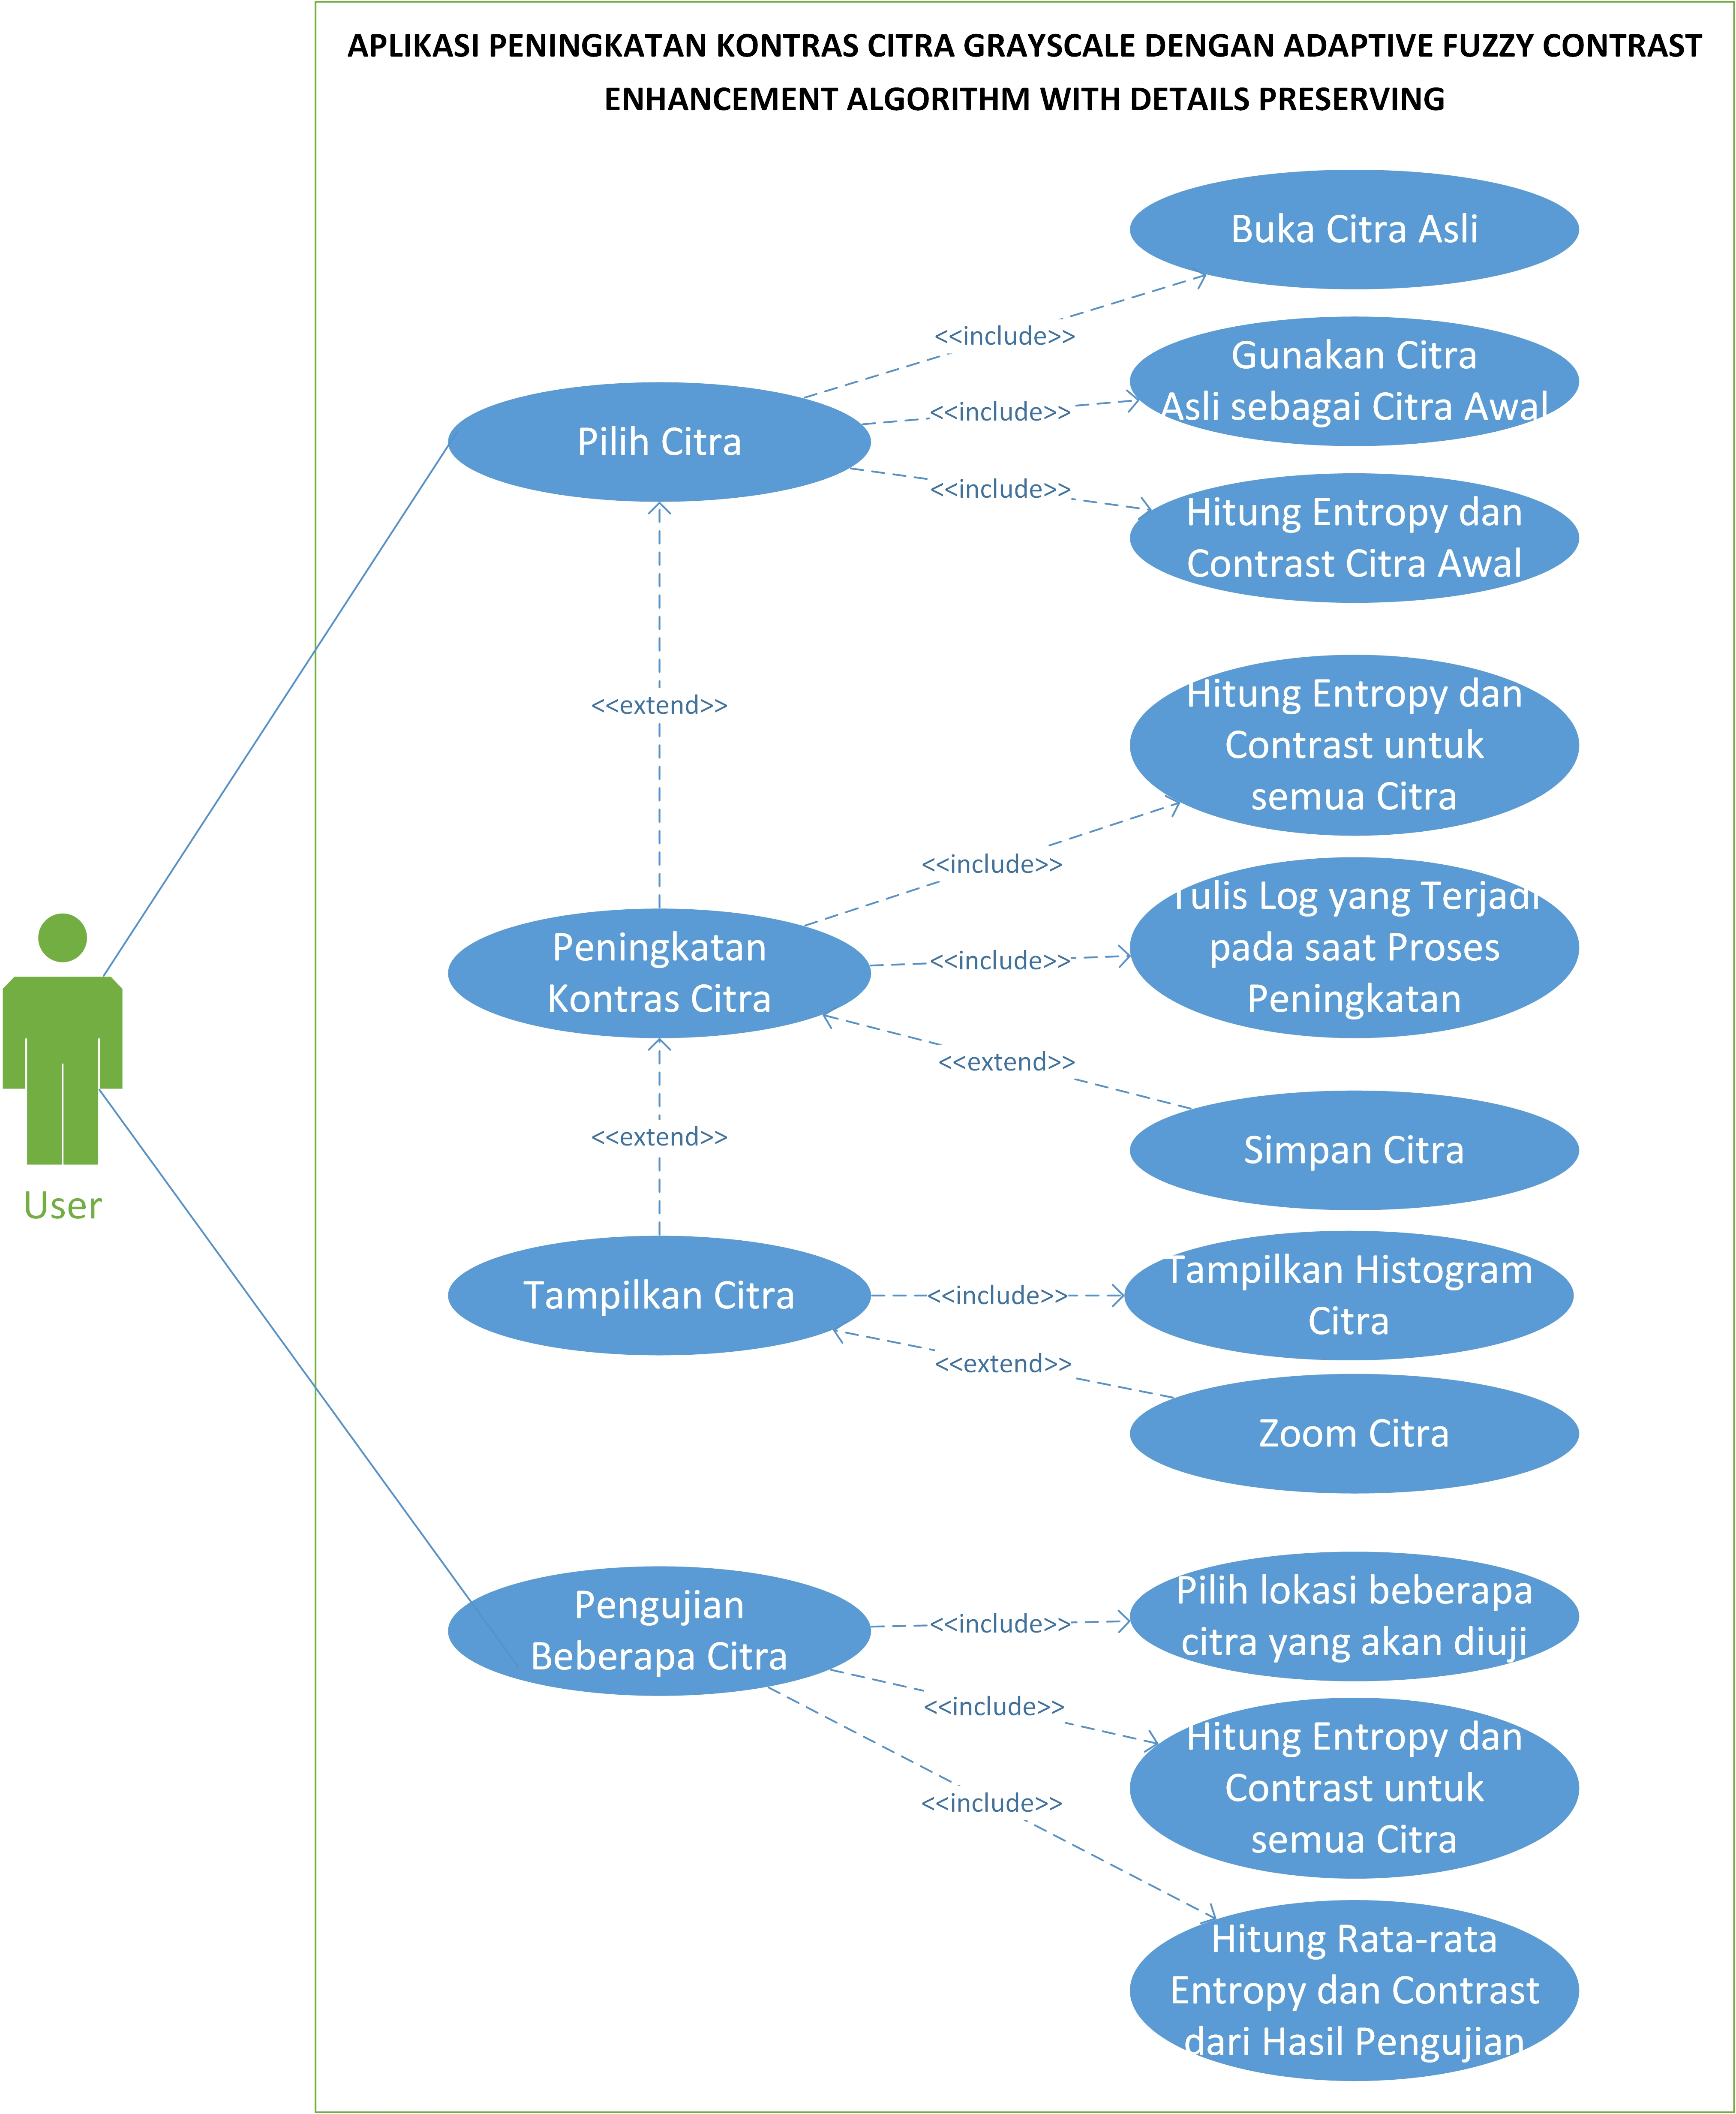 APLIKASI PENINGKATAN KONTRAS CITRA GRAYSCALE DENGAN ADAPTIVE FUZZY CONTRAST
ENHANCEMENT ALGORITHM WITH DETAILS PRESERVING
Buka Citra Asli
<<include>>
Gunakan Citra
Asli sebagai Citra Awal
<<include>>
Pilih Citra
<<include>>
Hitung Entropy dan
Contrast Citra Awal
<<extend>>
Hitung Entropy dan
Contrast untuk
semua Citra
<<include>>
Peningkatan
Kontras Citra
<<include>>
Tulis Log yang Terjadi
pada saat Proses
Peningkatan
<<extend>>
Simpan Citra
<<extend>>
User
Tampilkan Citra
<<include>>
Tampilkan Histogram
Citra
<<extend>>
Zoom Citra
Pengujian
Beberapa Citra
<<include>>
Pilih lokasi beberapa
citra yang akan diuji
<<include>>
Hitung Entropy dan
Contrast untuk
semua Citra
<<include>>
Hitung Rata-rata
Entropy dan Contrast
dari Hasil Pengujian